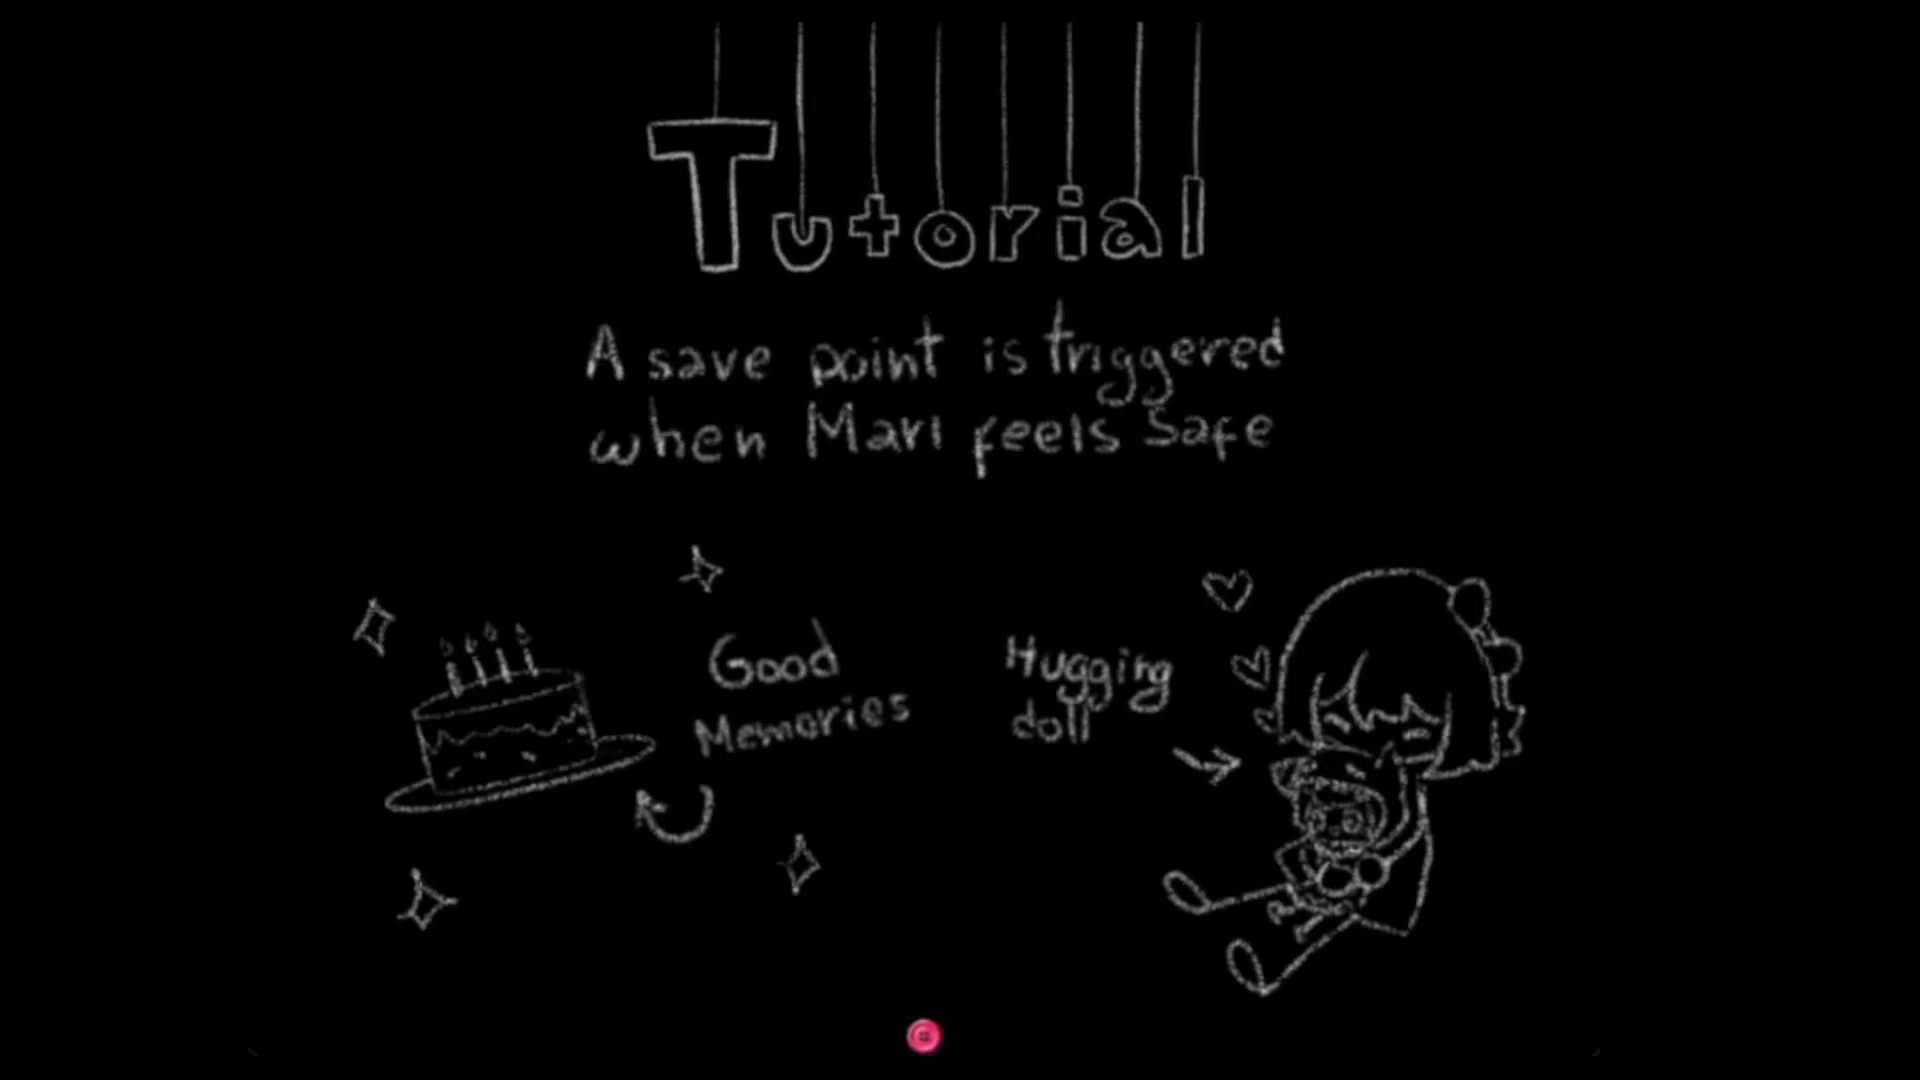 Tutorial
A save point is triggered
when Mari feels safe
Good
Memories
Hugging
doll